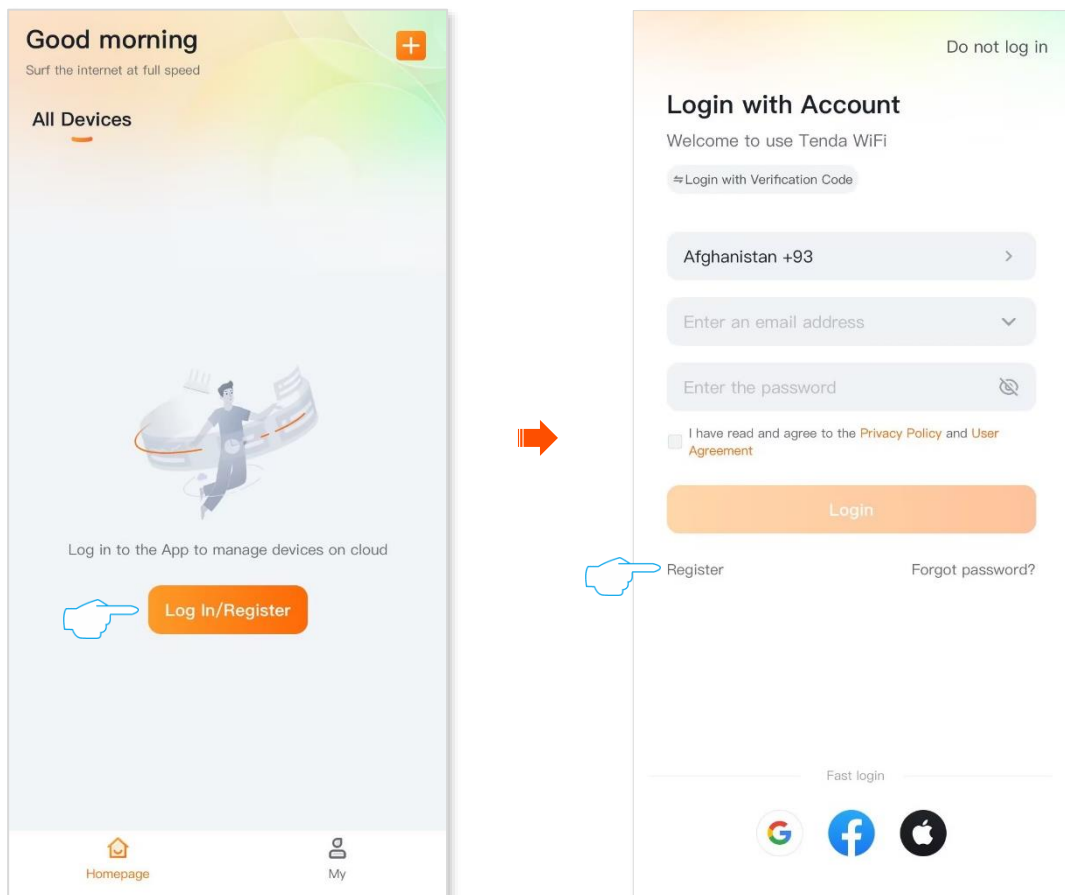 Good morning
Surf the internet at full speed
All Devices
Log in to the App to manage devices on cloud
Log In/Register
Homepage
My
Do not log in
Login with Account
Welcome to use Tenda WiFi
⇋Login with Verification Code
Afghanistan +93
Enter an email address
Enter the password
I have read and agree to the Privacy Policy and User
Agreement
Login
Register
Forgot password?
Fast login